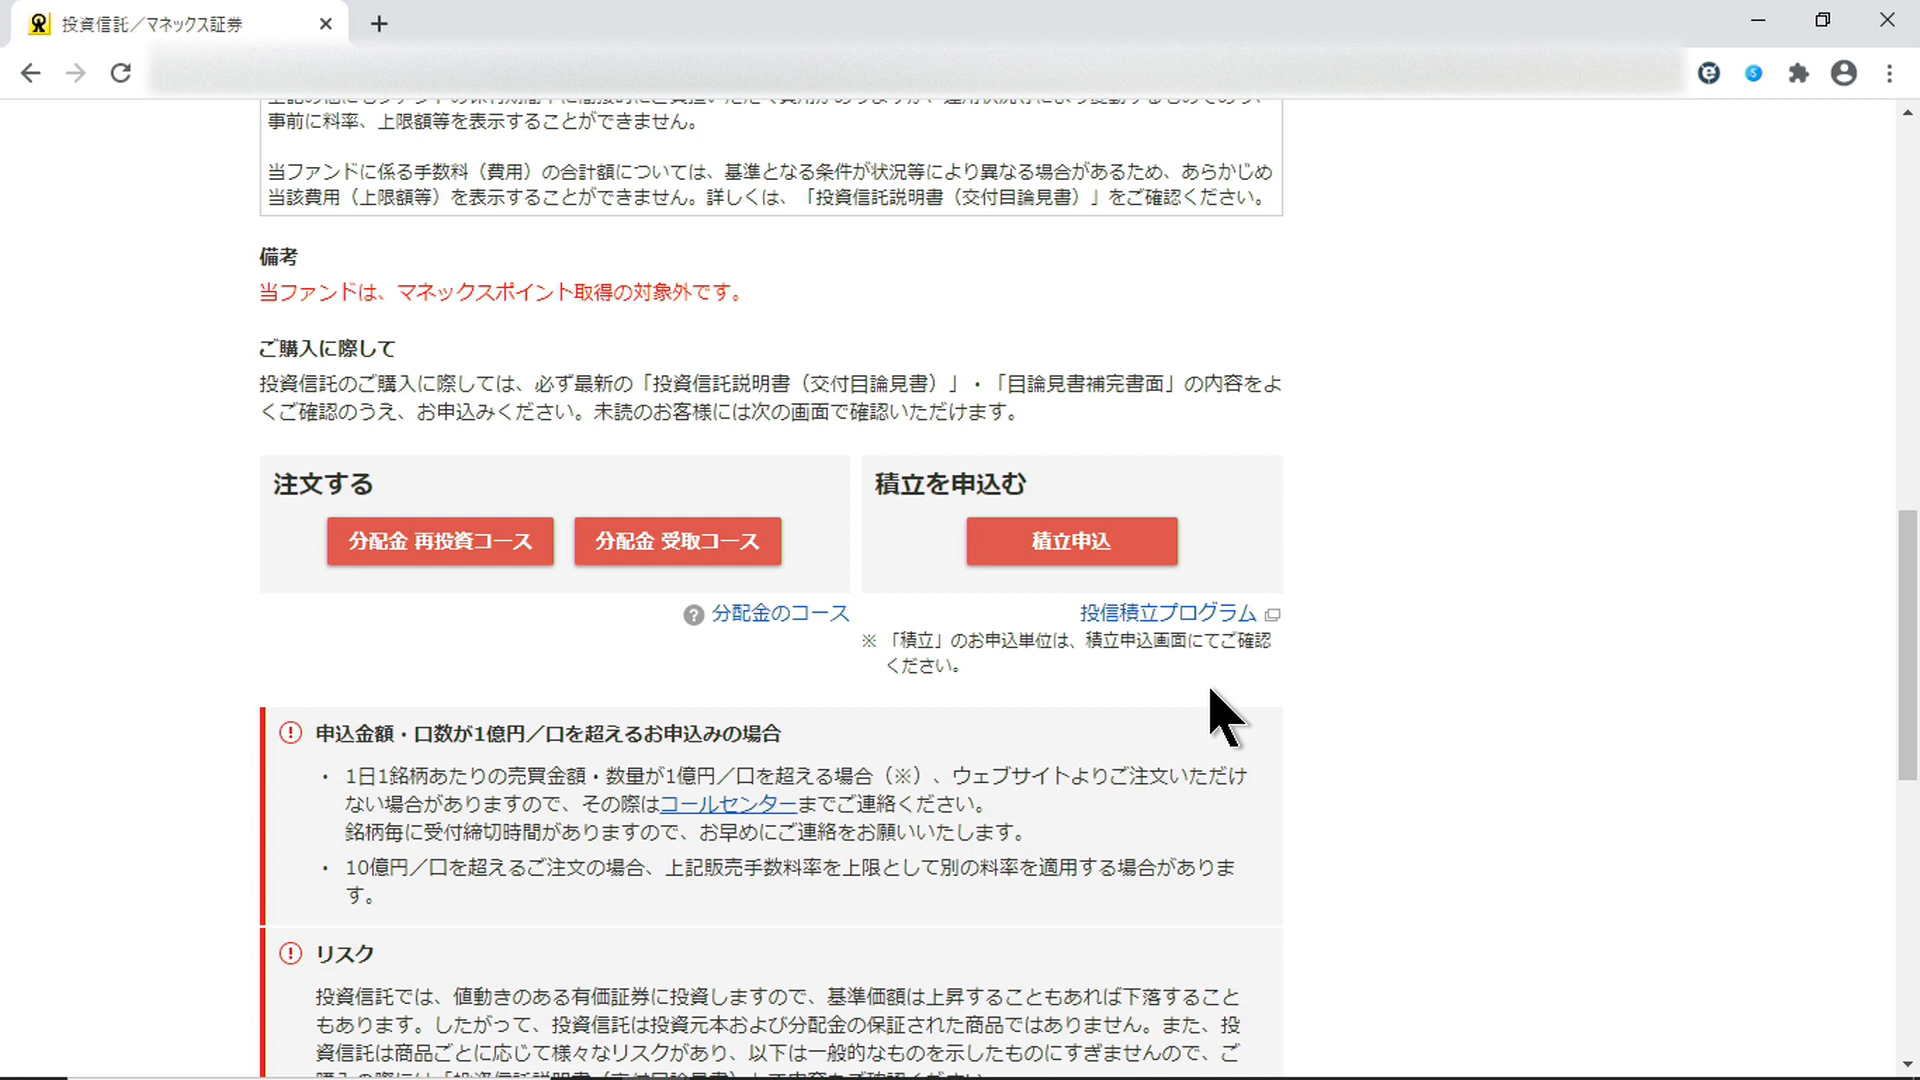 投資信託／マネックス証券
事前に料率、上限額等を表示することができません。
当ファンドに係る手数料（費用）の合計額については、基準となる条件が状況等により異なる場合があるため、あらかじめ
当該費用（上限額等）を表示することができません。詳しくは、「投資信託説明書（交付目論見書）」をご確認ください。
備考
当ファンドは、マネックスポイント取得の対象外です。
ご購入に際して
投資信託のご購入に際しては、必ず最新の「投資信託説明書（交付目論見書）」・「目論見書補完書面」の内容をよ
くご確認のうえ、お申込みください。未読のお客様には次の画面で確認いただけます。
注文する
分配金 再投資コース 分配金 受取コース
? 分配金のコース
積立を申込む
積立申込
投信積立プログラム
※ 「積立」のお申込単位は、積立申込画面にてご確認
ください。
申込金額・口数が1億円／口を超えるお申込みの場合
・ 1日1銘柄あたりの売買金額・数量が1億円／口を超える場合（※）、ウェブサイトよりご注文いただけ
ない場合がありますので、その際はコールセンターまでご連絡ください。
銘柄毎に受付締切時間がありますので、お早めにご連絡をお願いいたします。
・ 10億円／口を超えるご注文の場合、上記販売手数料率を上限として別の料率を適用する場合がありま
す。
リスク
投資信託では、値動きのある有価証券に投資しますので、基準価額は上昇することもあれば下落すること
もあります。したがって、投資信託は投資元本および分配金の保証された商品ではありません。また、投
資信託は商品ごとに応じて様々なリスクがあり、以下は一般的なものを示したものにすぎませんので、ご